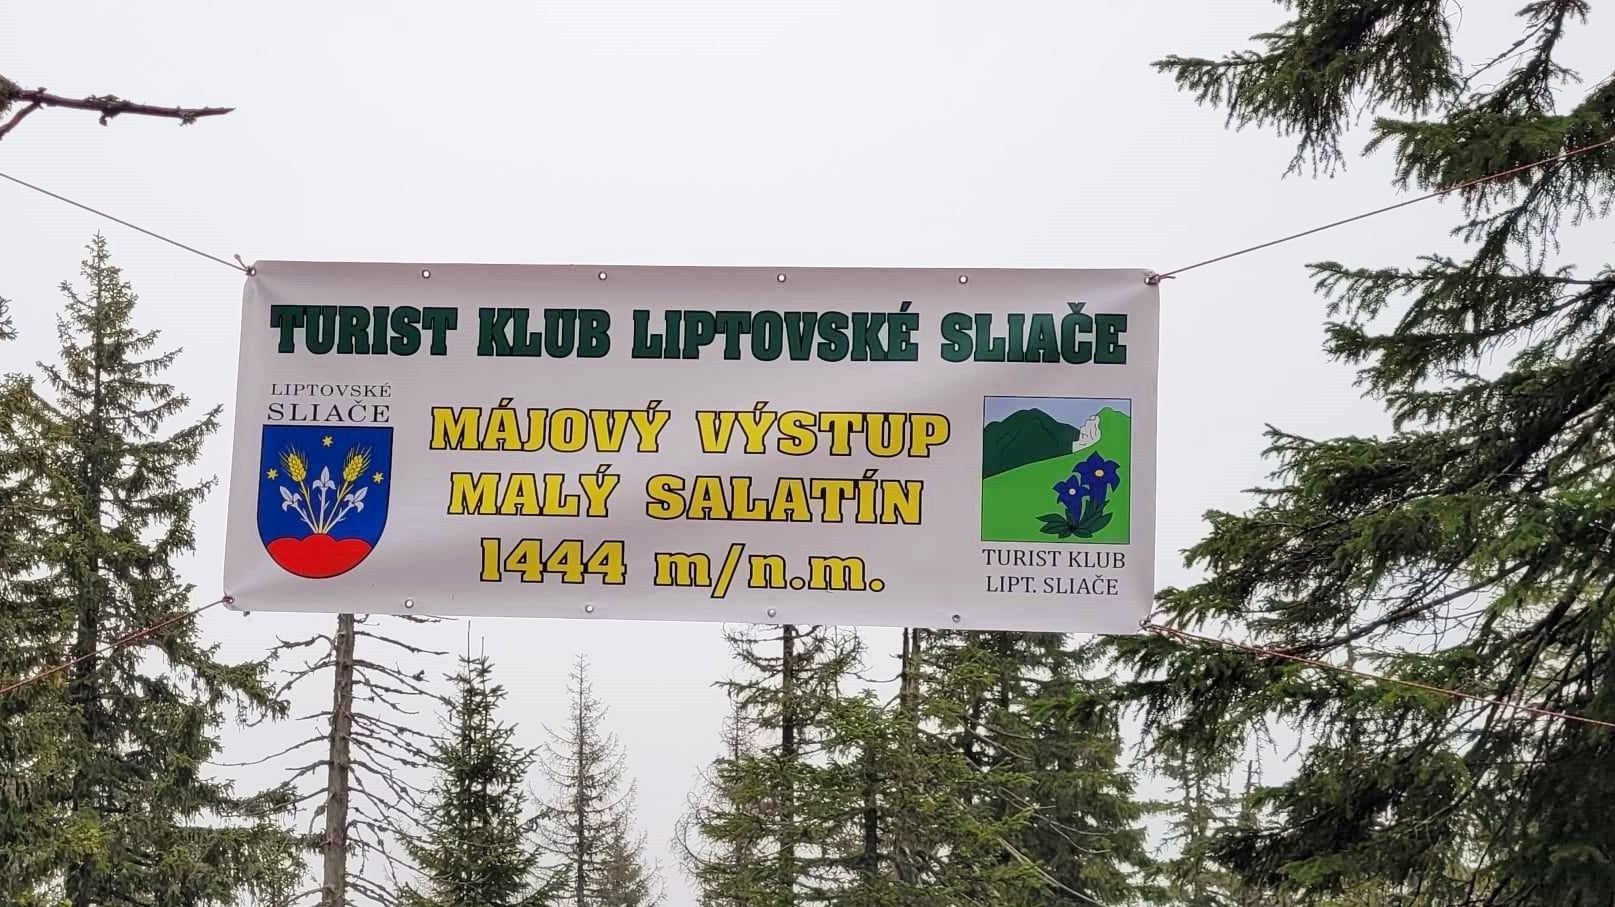 TURIST KLUB LIPTOVSKÉ SLIAČE
LIPTOVSKÉ
SLIAČE
MÁJOVÝ VÝSTUP
MALÝ SALATÍN
1444 m/n.m.
TURIST KLUB
LIPT. SLIAČE